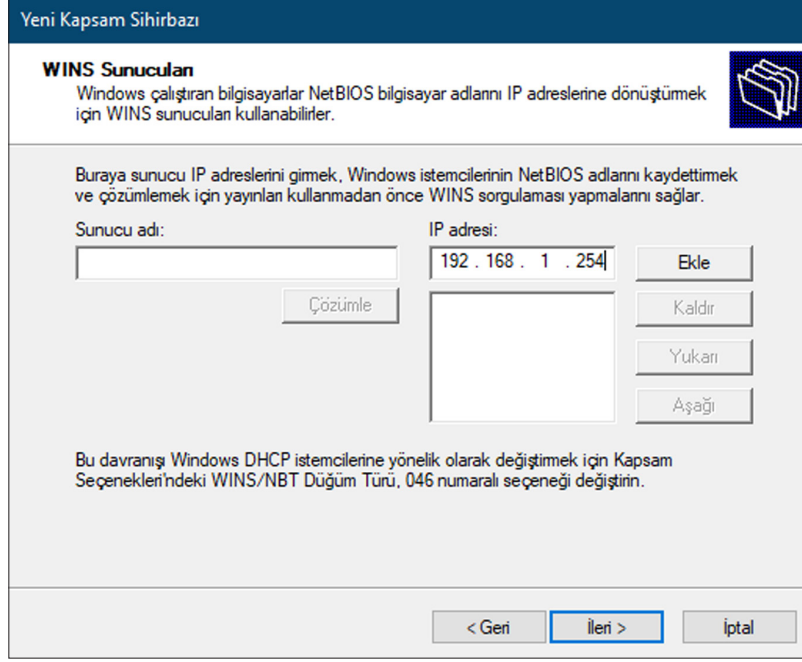 Yeni Kapsam Sihirbazı
WINS Sunucuları
Windows çalıştıran bilgisayarlar NetBIOS bilgisayar adlarını IP adreslerine dönüştürmek
için WINS sunucuları kullanabilirler.
Buraya sunucu IP adreslerini girmek, Windows istemcilerinin NetBIOS adlarını kaydettirmek
ve çözümlemek için yayınları kullanmadan önce WINS sorgulaması yapmalarını sağlar.
Sunucu adı: IP adresi:
192 . 168 . 1 . 254 Ekle
Çözümle Kaldır
Yukarı
Aşağı
Bu davranışı Windows DHCP istemcilerine yönelik olarak değiştirmek için Kapsam
Seçenekleri'ndeki WINS/NBT Düğüm Türü, 046 numaralı seçeneği değiştirin.
< Geri İleri > İptal